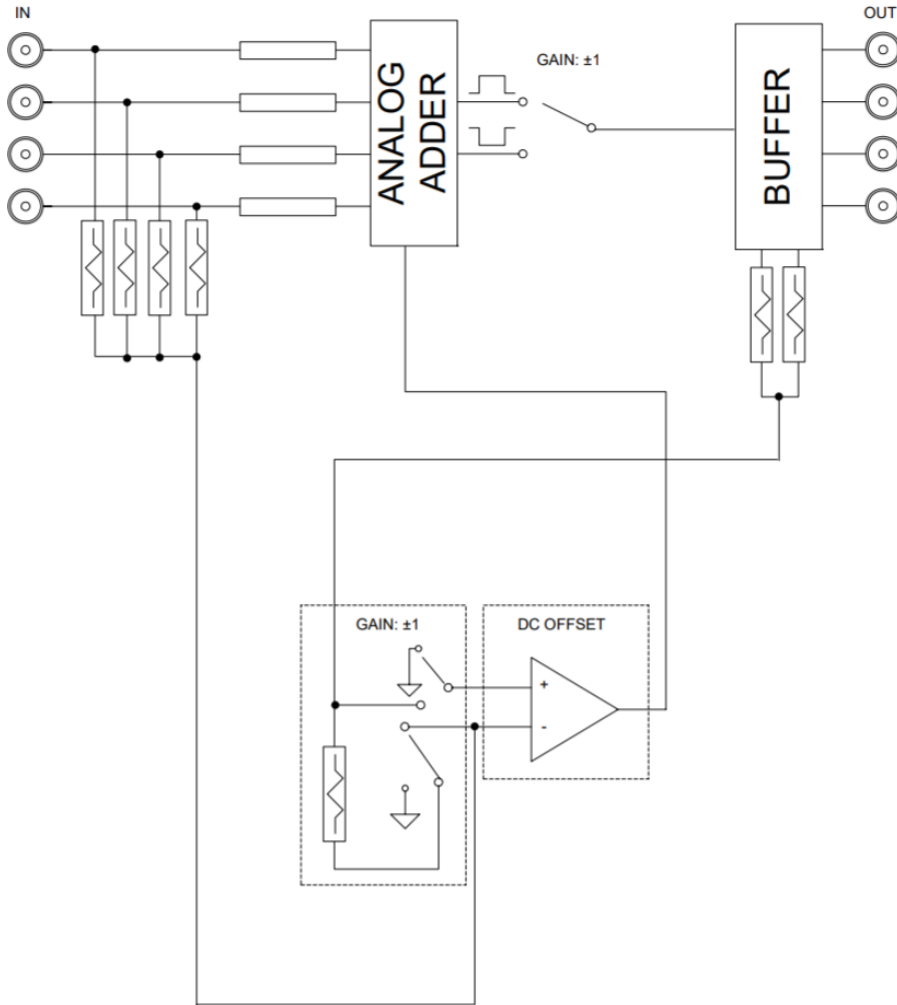 IN
OUT
GAIN: ±1
ANALOG
ADDER
BUFFER
GAIN: ±1
DC OFFSET
+
-